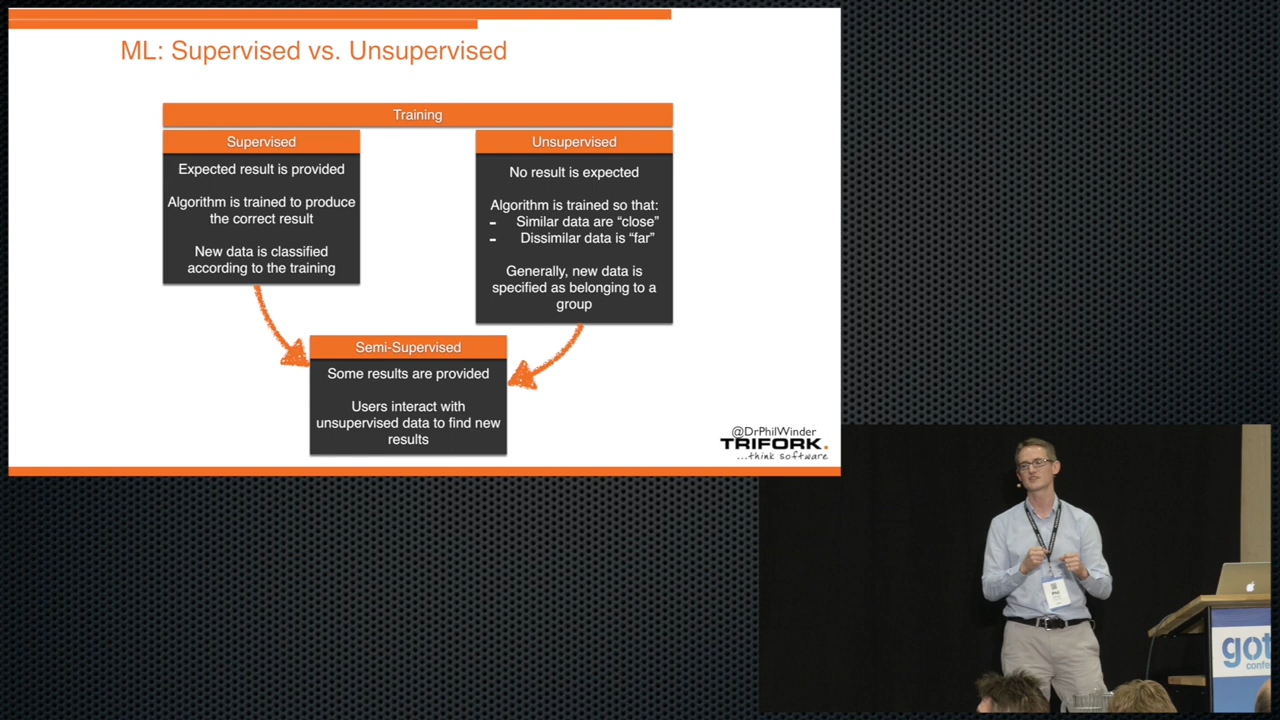 ML: Supervised vs. Unsupervised
Training
Supervised
Expected result is provided
Algorithm is trained to produce
the correct result
New data is classified
according to the training
Unsupervised
No result is expected
Algorithm is trained so that:
- Similar data are “close”
- Dissimilar data is “far”
Generally, new data is
specified as belonging to a
group
Semi-Supervised
Some results are provided
Users interact with
unsupervised data to find new
results
@DrPhilWinder
TRIFORK.
...think software
got
confe